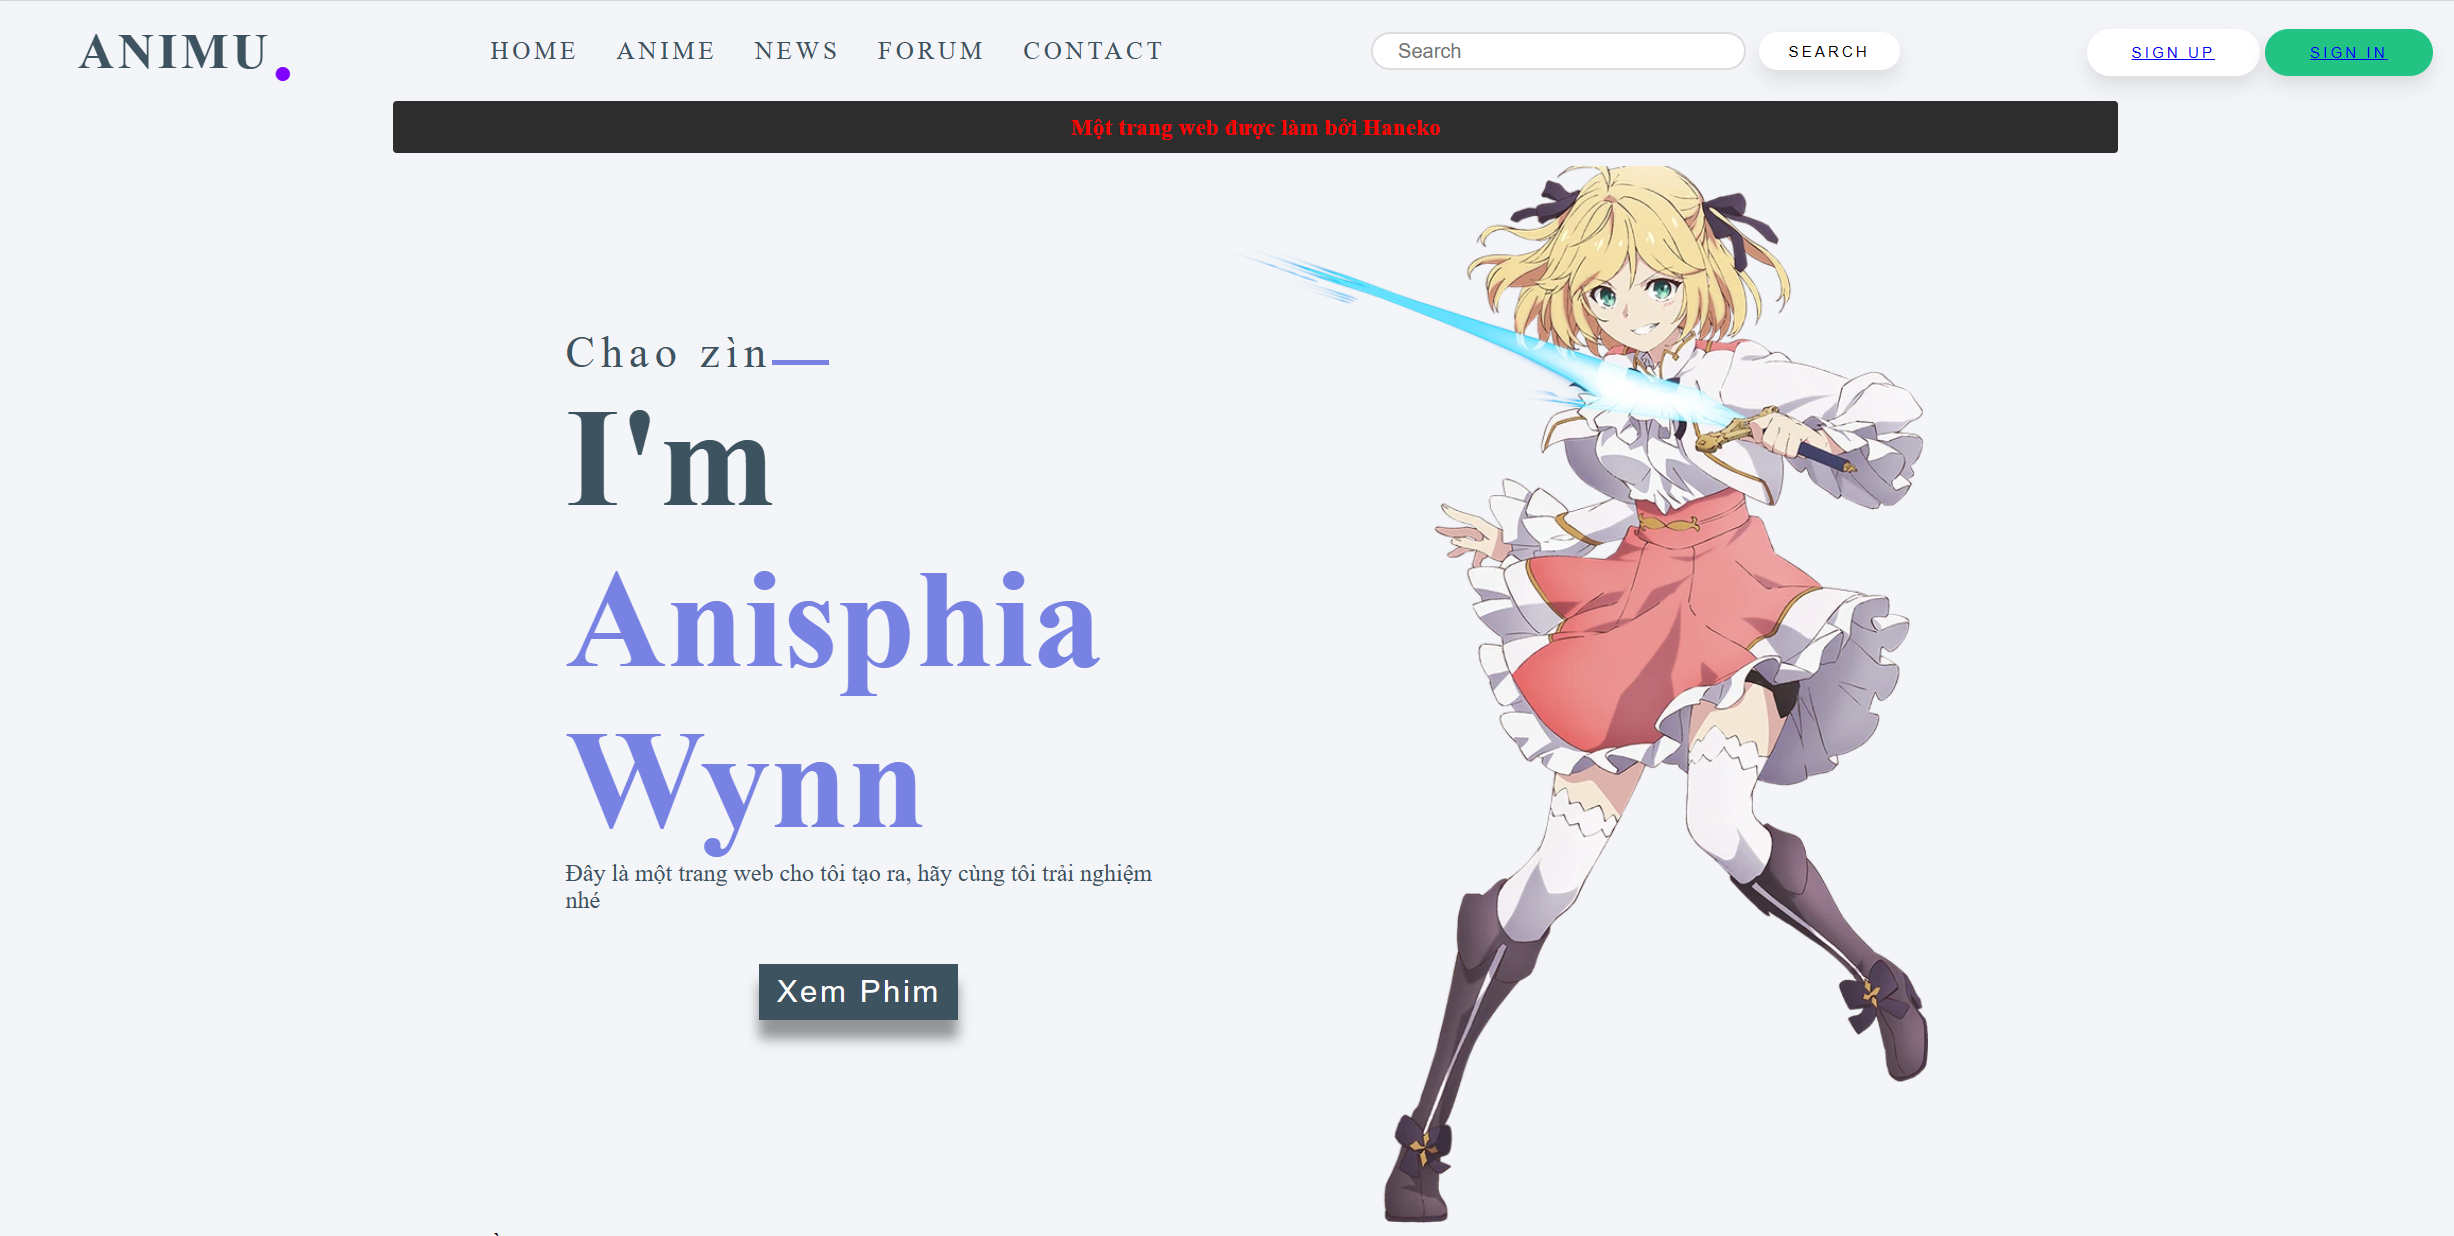 ANIMU.
HOME ANIME NEWS FORUM CONTACT
Search
SEARCH
SIGN UP
SIGN IN
Một trang web được làm bởi Haneko
Chao zìn
I'm
Anisphia
Wynn
Đây là một trang web cho tôi tạo ra, hãy cùng tôi trải nghiệm
nhé
Xem Phim